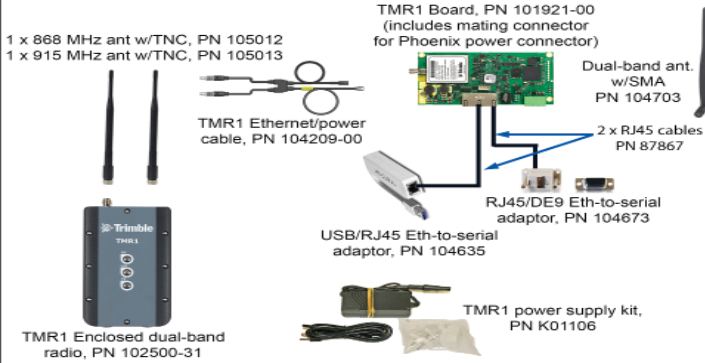 1 x 868 MHz ant w/TNC, PN 105012
1 x 915 MHz ant w/TNC, PN 105013
TMR1 Ethernet/power
cable, PN 104209-00
TMR1 Board, PN 101921-00
(includes mating connector
for Phoenix power connector)
Dual-band ant.
w/SMA
PN 104703
2 x RJ45 cables
PN 87867
RJ45/DE9 Eth-to-serial
adaptor, PN 104673
USB/RJ45 Eth-to-serial
adaptor, PN 104635
Trimble
TMR1
Trimble
TMR1 Enclosed dual-band
radio, PN 102500-31
TMR1 power supply kit,
PN K01106